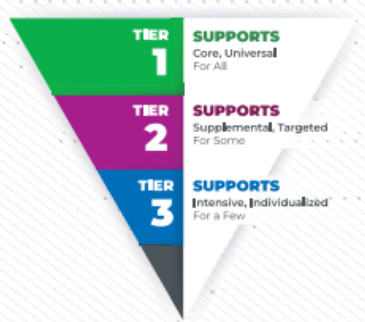 TIER
1
SUPPORTS
Core, Universal
For All
TIER
2
SUPPORTS
Supplemental, Targeted
For Some
TIER
3
SUPPORTS
Intensive, Individualized
For a Few